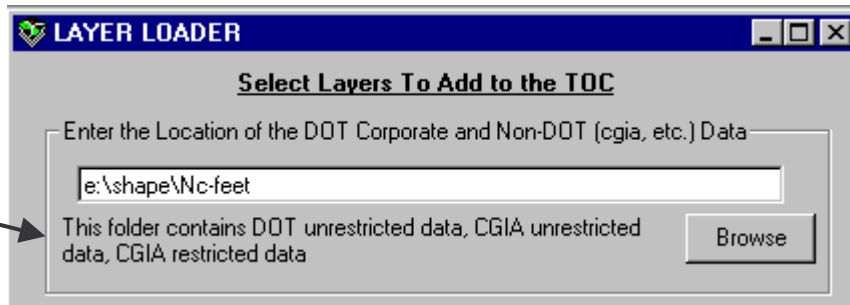 LAYER LOADER
Select Layers To Add to the TOC
Enter the Location of the DOT Corporate and Non-DOT (cgia, etc.) Data
e:\shape\Nc-feet
This folder contains DOT unrestricted data, CGIA unrestricted
data, CGIA restricted data
Browse